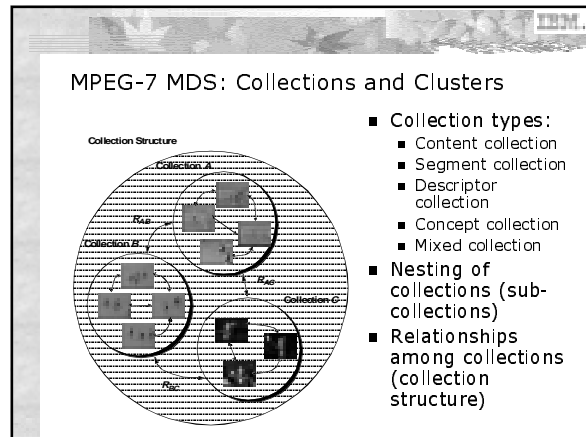 IBM.
MPEG-7 MDS: Collections and Clusters
Collection Structure
Collection A
R_AB
Collection B
R_AC
Collection C
R_BC
■ Collection types:
■ Content collection
■ Segment collection
■ Descriptor
collection
■ Concept collection
■ Mixed collection
■ Nesting of
collections (sub-
collections)
■ Relationships
among collections
(collection
structure)